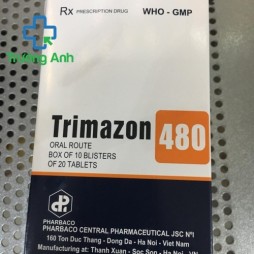 Trường Anh
Rx PRESCRIPTION DRUG WHO - GMP
Trimazon 480
ORAL ROUTE
BOX OF 10 BLISTERS
OF 20 TABLETS
PHARBACO
PHARBACO CENTRAL PHARMACEUTICAL JSC N°I
160 Ton Duc Thang - Dong Da - Ha Noi - Viet Nam
Manufacturing at: Thanh Xuan - Soc Son - Ha Noi - VN